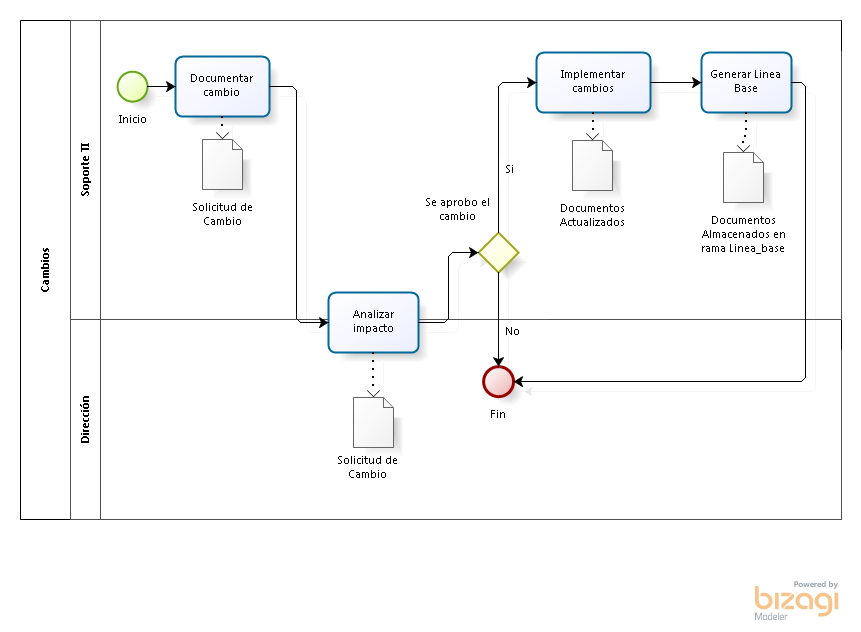 Cambios
Soporte TI
Dirección
Inicio
Documentar
cambio
Solicitud de
Cambio
Analizar
impacto
Solicitud de
Cambio
Se aprobo el
cambio
Si
No
Fin
Implementar
cambios
Documentos
Actualizados
Generar Linea
Base
Documentos
Almacenados en
rama Linea_base
Powered by
bizagi
Modeler